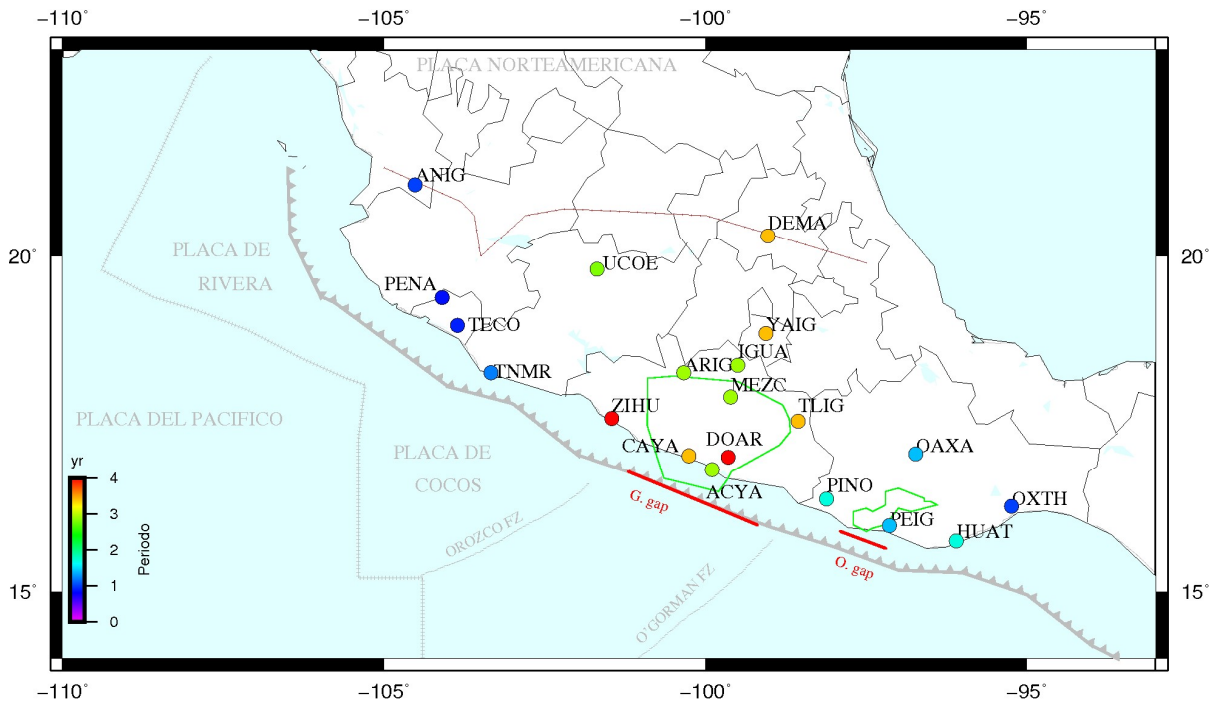 −110˚ −105˚ −100˚ −95˚
PLACA NORTEAMERICANA
ANIG
DEMA
20˚ 20˚
PLACA DE
RIVERA
UCOE
PENA
TECO
YAIG
IGUA
ARIG
TNMR
MEZC
ZIHU
TLIG
PLACA DEL PACIFICO
CAYA
DOAR
OAXA
PLACA DE
COCOS
yr
4
3
2
1
0
Periodo
ACYA
PINO
G. gap
OXTH
PEIG
HUAT
OROZCO FZ
O. gap
O'GORMAN FZ
15˚ 15˚
−110˚ −105˚ −100˚ −95˚